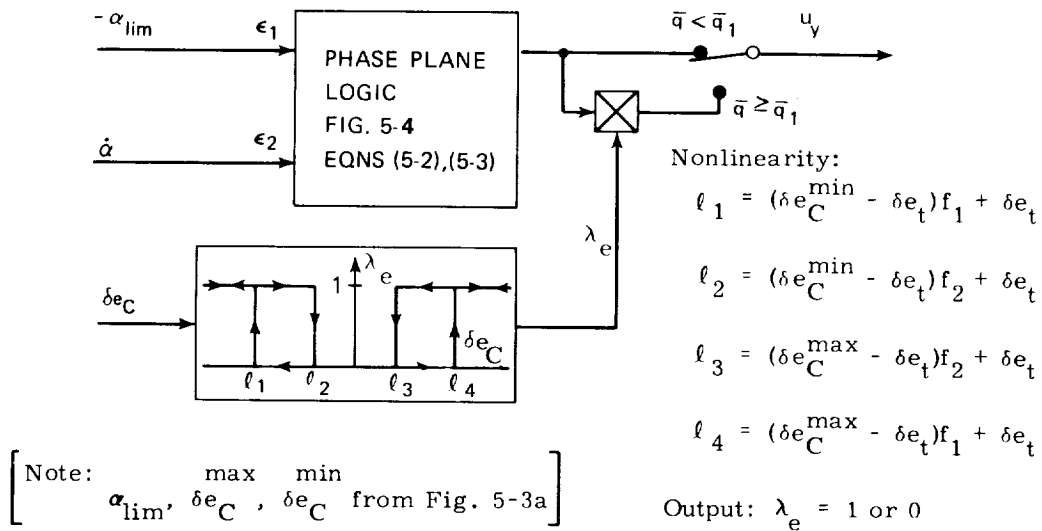 - α_lim
ϵ_1
PHASE PLANE
LOGIC
FIG. 5-4
EQNS (5-2),(5-3)
α̇
ϵ_2
q̄ < q̄_1
u_y
q̄ ≥ q̄_1
Nonlinearity:
ℓ_1 = (δe_C^min - δe_t)f_1 + δe_t
ℓ_2 = (δe_C^min - δe_t)f_2 + δe_t
ℓ_3 = (δe_C^max - δe_t)f_2 + δe_t
ℓ_4 = (δe_C^max - δe_t)f_1 + δe_t
Output: λ_e = 1 or 0
λ_e
δe_C
1
λ_e
δe_C
ℓ_1 ℓ_2 ℓ_3 ℓ_4
[Note: α_lim, δe_C^max, δe_C^min from Fig. 5-3a]